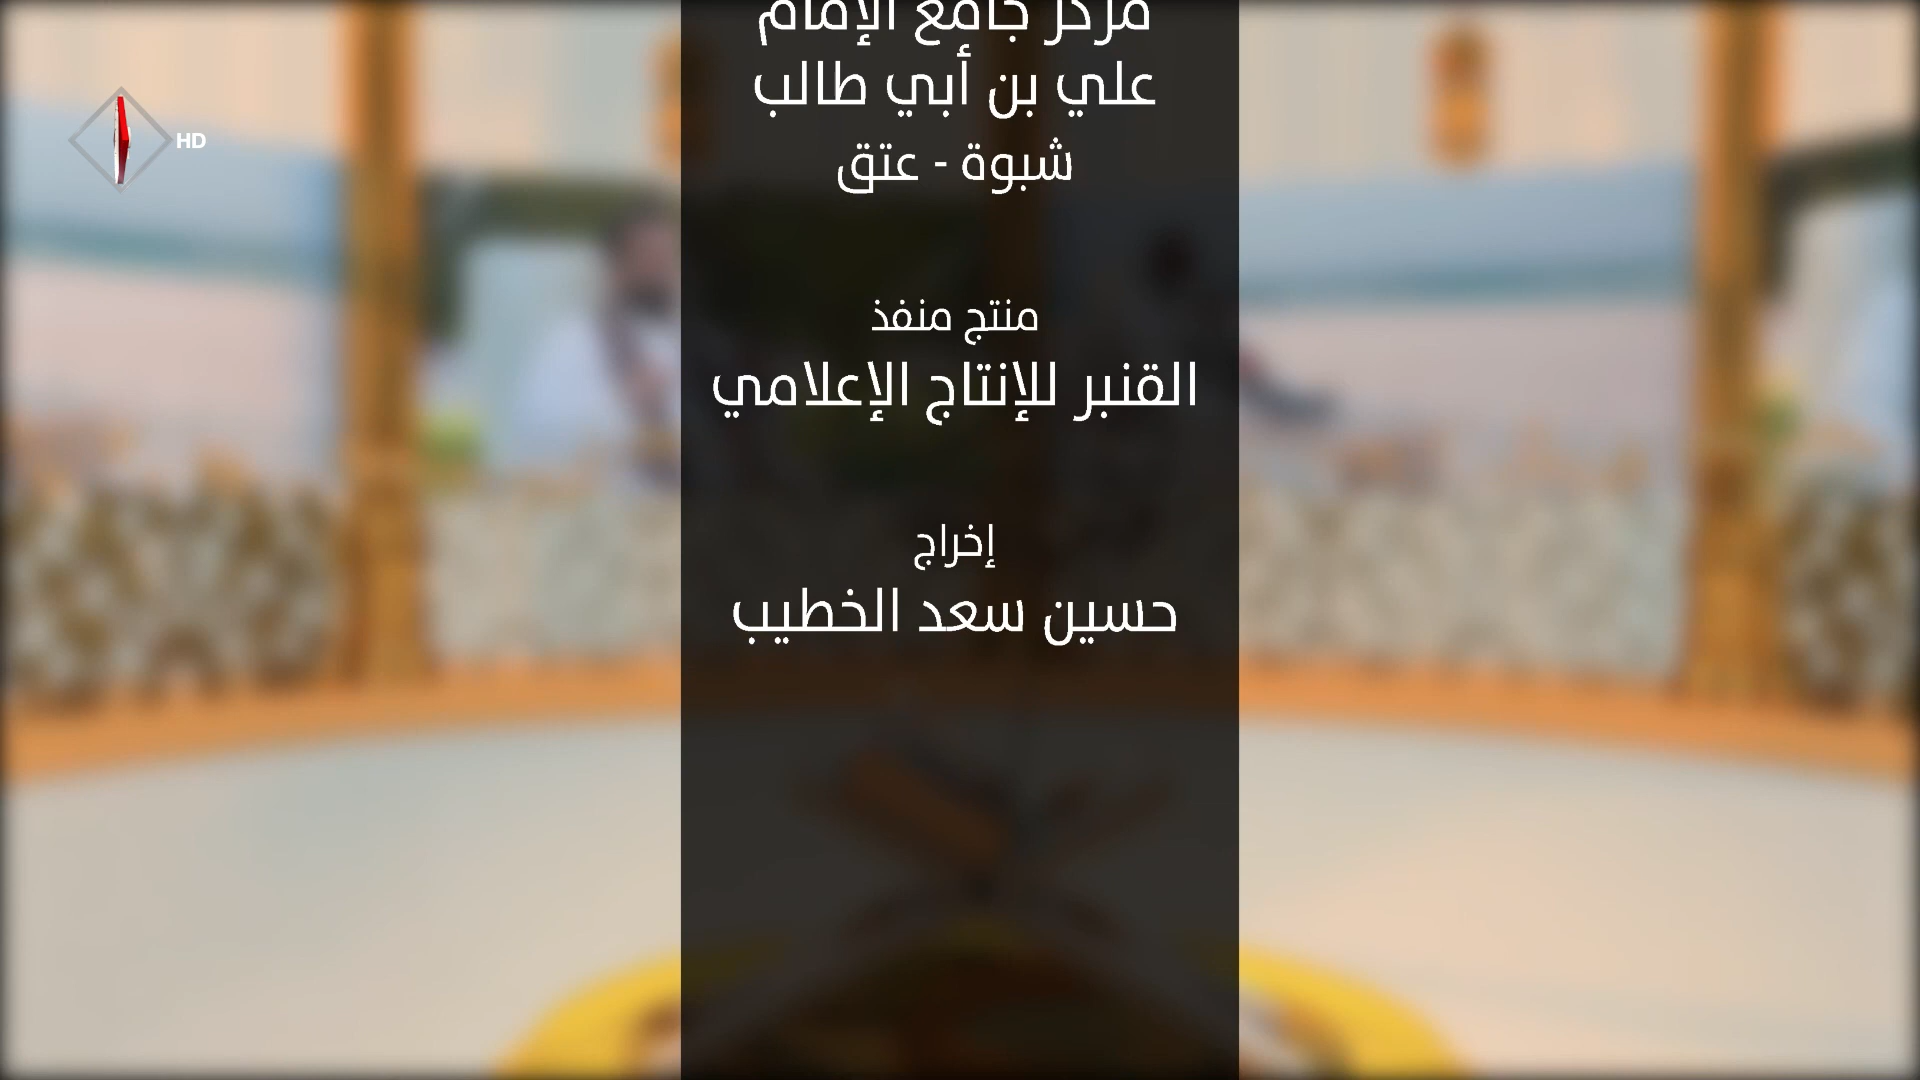 مركز جامع الإمام
علي بن أبي طالب
شبوة - عتق
منتج منفذ
القنبر للإنتاج الإعلامي
إخراج
حسين سعد الخطيب
HD